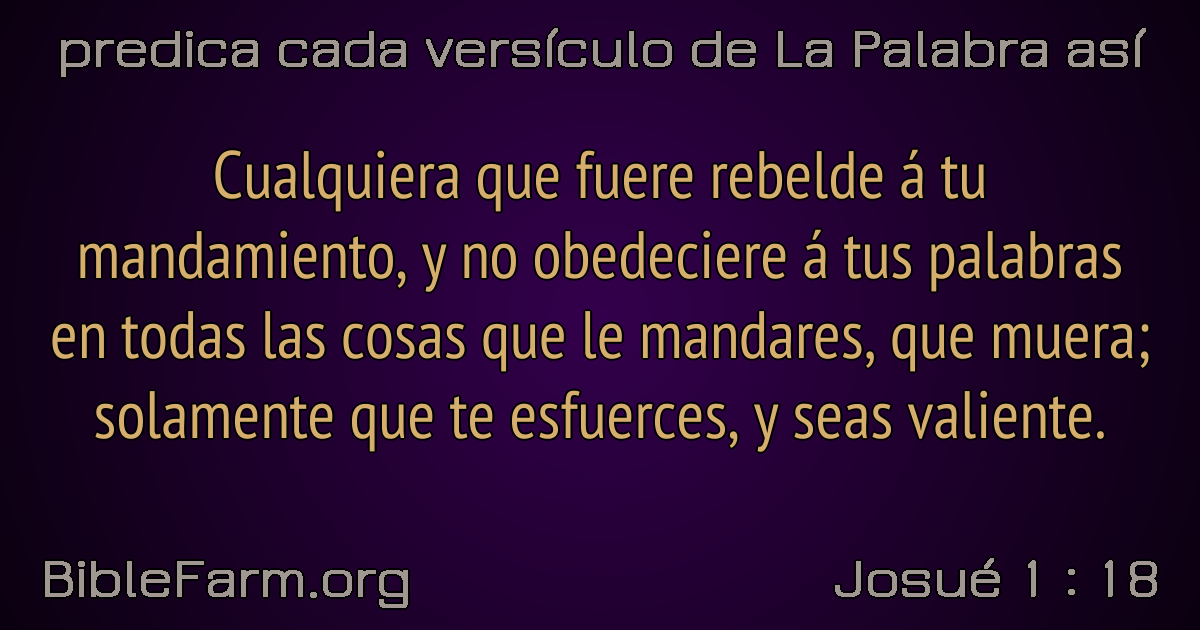 predica cada versículo de La Palabra así
Cualquiera que fuere rebelde á tu
mandamiento, y no obedeciere á tus palabras
en todas las cosas que le mandares, que muera;
solamente que te esfuerces, y seas valiente.
BibleFarm.org
Josué 1 : 18